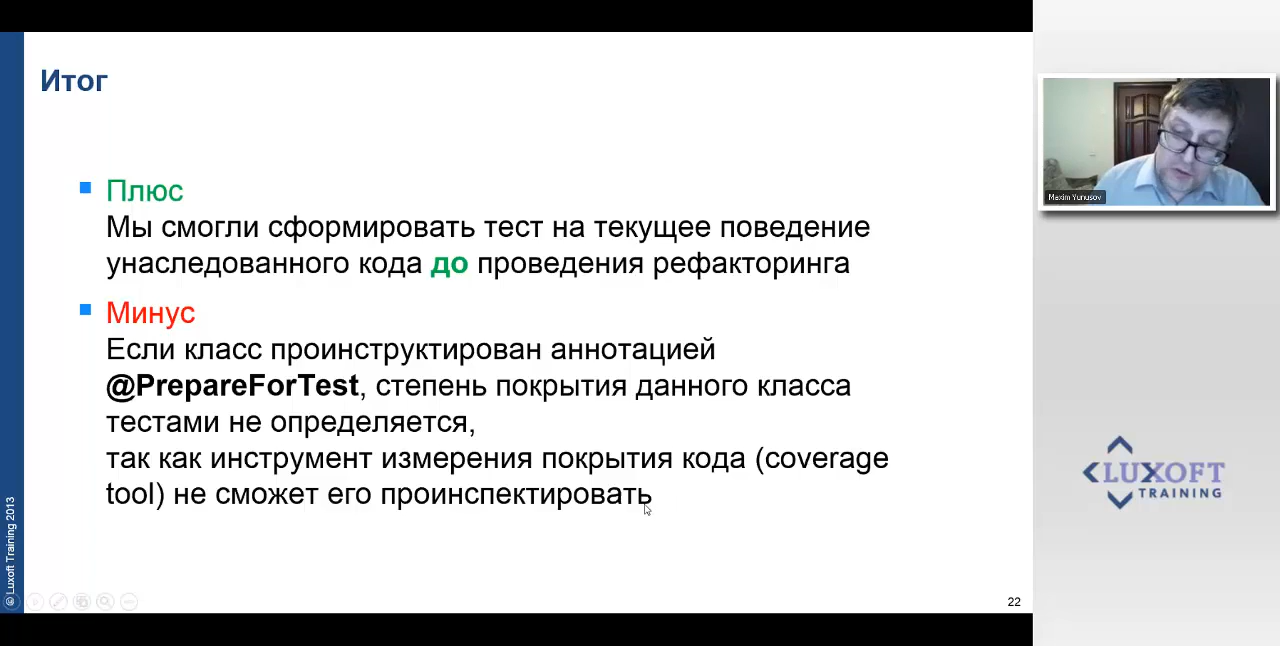 Итог
Плюс
Мы смогли сформировать тест на текущее поведение
унаследованного кода до проведения рефакторинга
Минус
Если класс проинструктирован аннотацией
@PrepareForTest, степень покрытия данного класса
тестами не определяется,
так как инструмент измерения покрытия кода (coverage
tool) не сможет его проинспектировать
© Luxoft Training 2013
22
Maxim Yunusov
LUXOFT
TRAINING